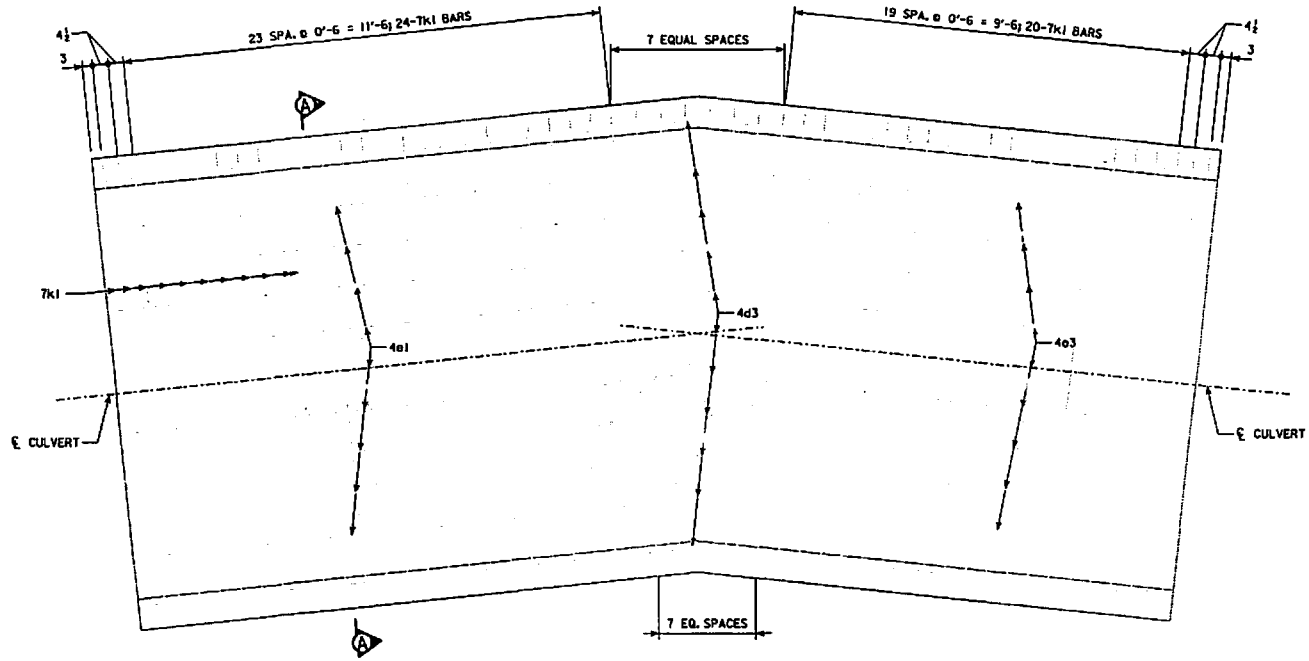 23 SPA. @ 0'-6 = 11'-6; 24-7k1 BARS
19 SPA. @ 0'-6 = 9'-6; 20-7k1 BARS
4½
4½
3
3
7 EQUAL SPACES
A
7k1
4d3
4a1
4a3
℄ CULVERT
℄ CULVERT
7 EQ. SPACES
A